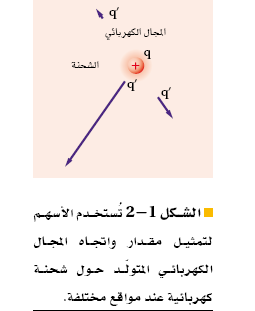 q′
المجال الكهربائي
q
الشحنة
+
q′
q′
■ الشكل 1–2 تُستخدم الأسهم
لتمثيل مقدار واتجاه المجال
الكهربائي المتولّد حول شحنة
كهربائية عند مواقع مختلفة.